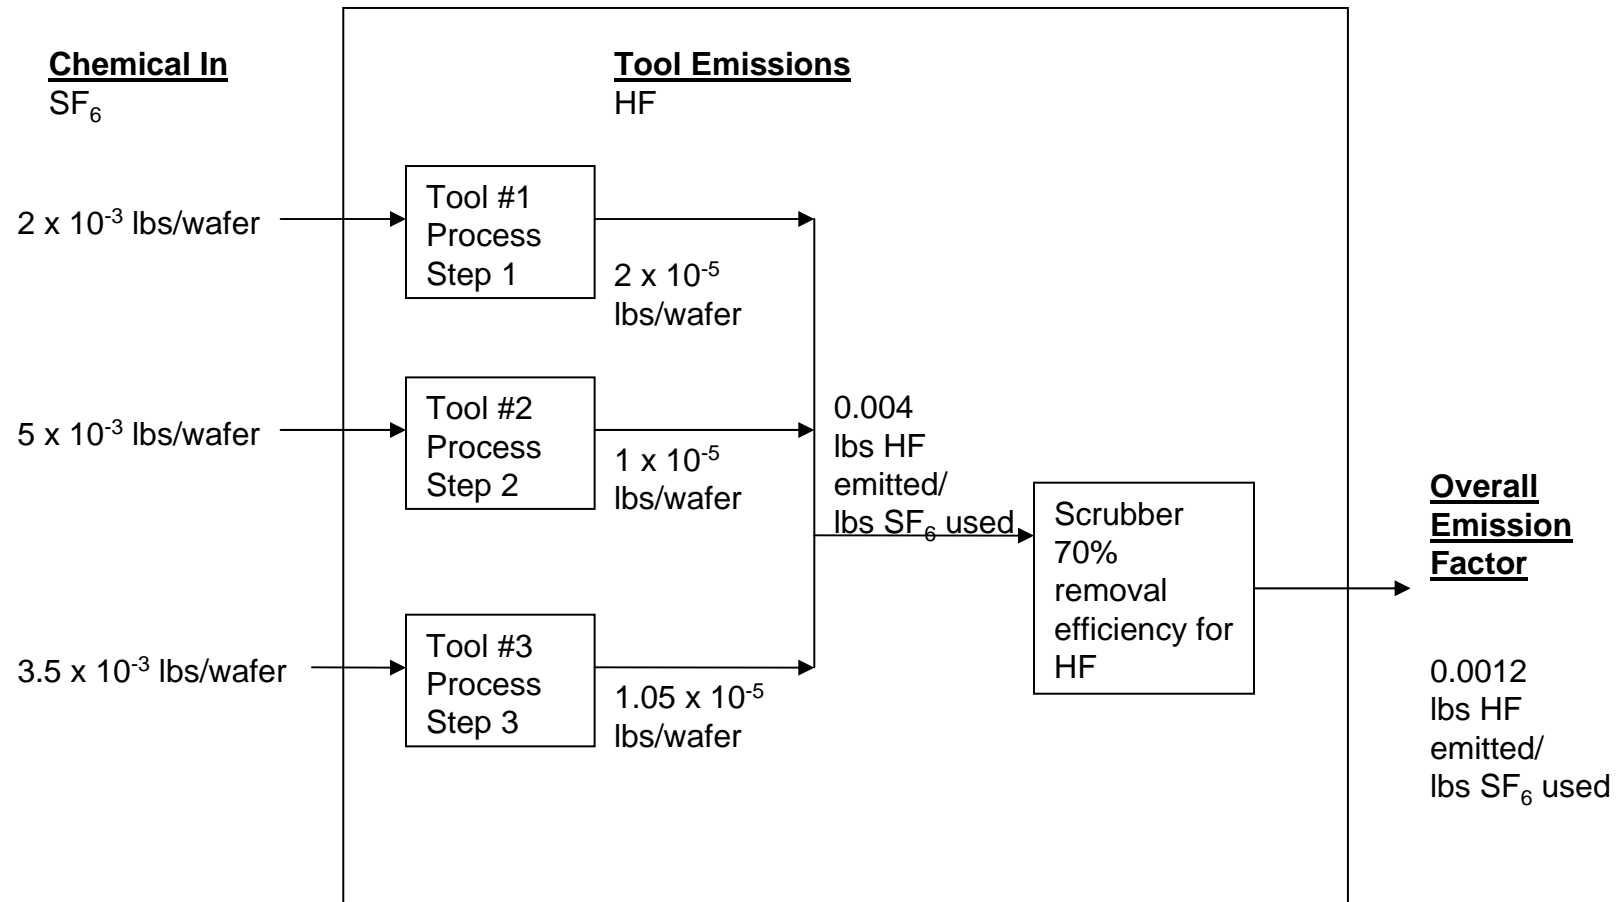 Chemical In
SF₆
Tool Emissions
HF
2 x 10⁻³ lbs/wafer
Tool #1
Process
Step 1
2 x 10⁻⁵
lbs/wafer
5 x 10⁻³ lbs/wafer
Tool #2
Process
Step 2
1 x 10⁻⁵
lbs/wafer
3.5 x 10⁻³ lbs/wafer
Tool #3
Process
Step 3
1.05 x 10⁻⁵
lbs/wafer
0.004
lbs HF
emitted/
lbs SF₆ used
Scrubber
70%
removal
efficiency for
HF
Overall
Emission
Factor
0.0012
lbs HF
emitted/
lbs SF₆ used